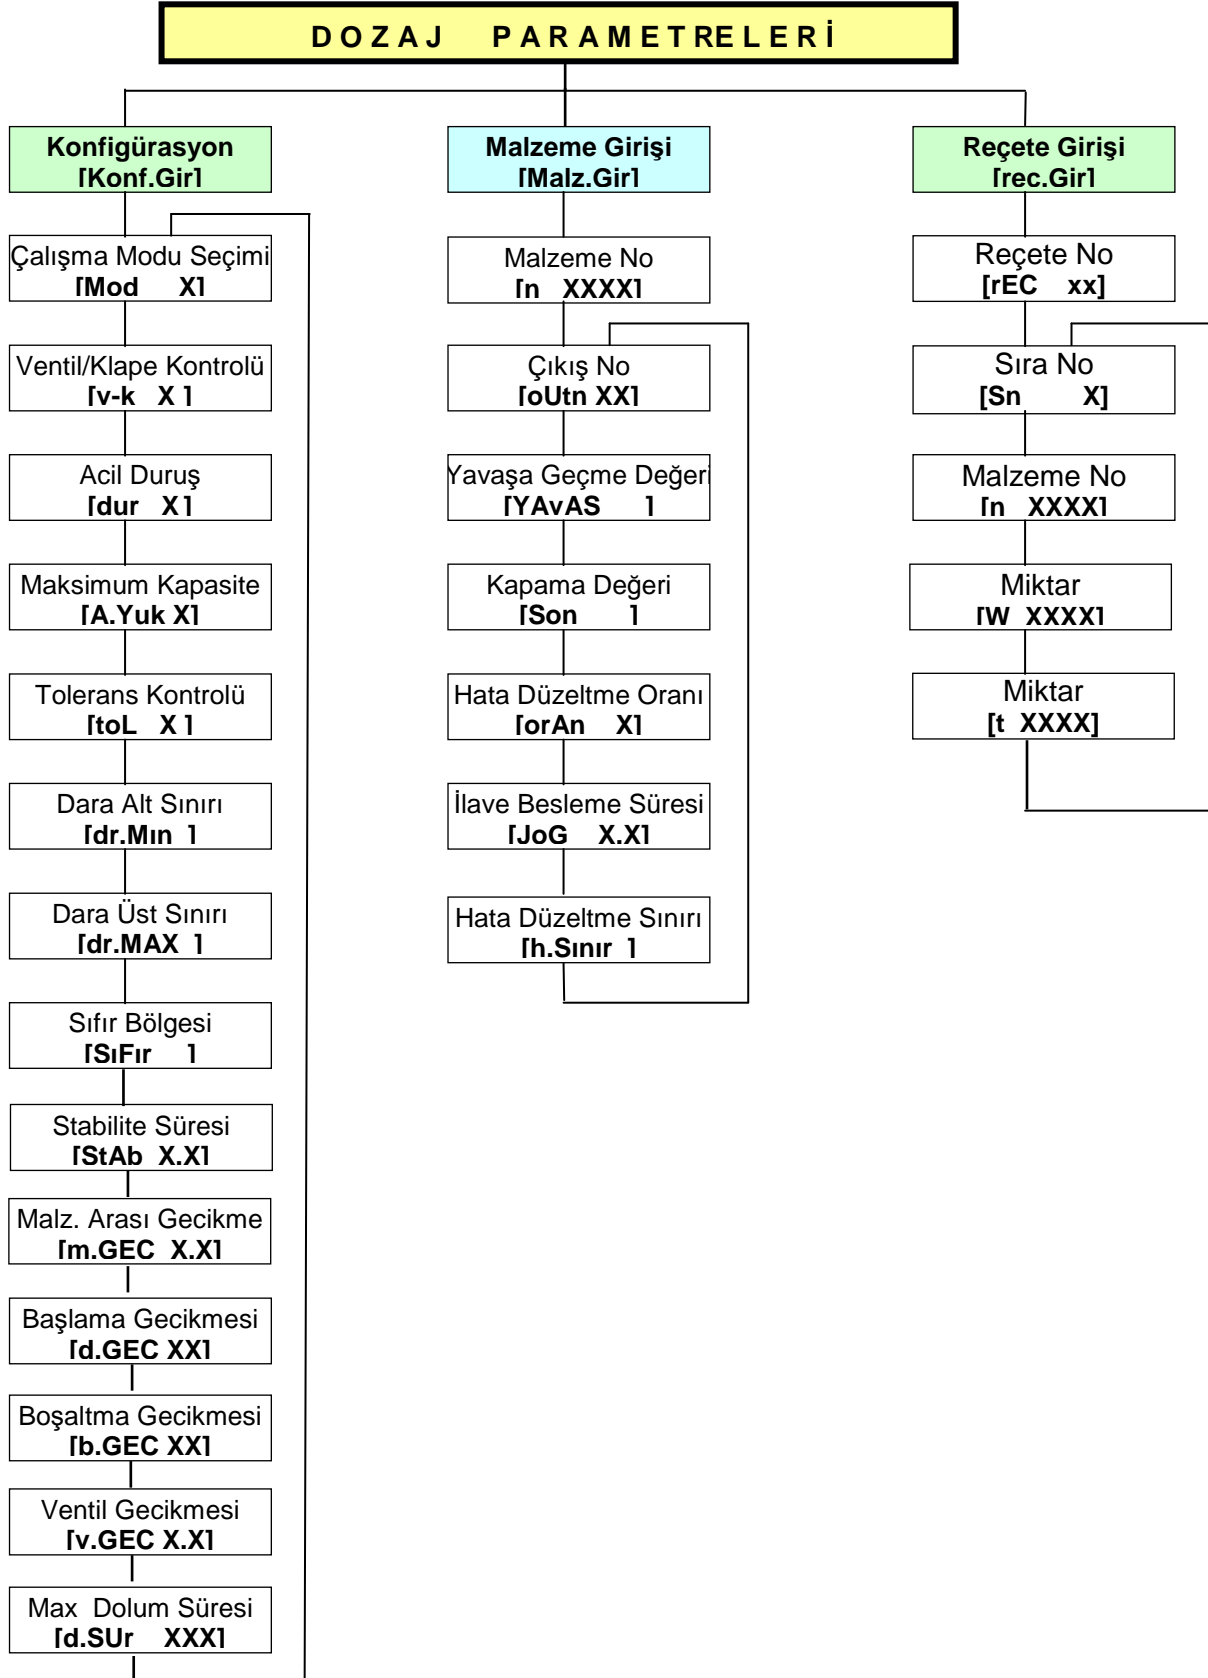 DOZAJ PARAMETRELERİ
Konfigürasyon
[Konf.Gir]
Çalışma Modu Seçimi
[Mod X]
Ventil/Klape Kontrolü
[v-k X ]
Acil Duruş
[dur X]
Maksimum Kapasite
[A.Yuk X]
Tolerans Kontrolü
[toL X ]
Dara Alt Sınırı
[dr.Mın ]
Dara Üst Sınırı
[dr.MAX ]
Sıfır Bölgesi
[SıFır ]
Stabilite Süresi
[StAb X.X]
Malz. Arası Gecikme
[m.GEC X.X]
Başlama Gecikmesi
[d.GEC XX]
Boşaltma Gecikmesi
[b.GEC XX]
Ventil Gecikmesi
[v.GEC X.X]
Max Dolum Süresi
[d.SUr XXX]
Malzeme Girişi
[Malz.Gir]
Malzeme No
[n XXXX]
Çıkış No
[oUtn XX]
Yavaşa Geçme Değeri
[YAvAS ]
Kapama Değeri
[Son ]
Hata Düzeltme Oranı
[orAn X]
İlave Besleme Süresi
[JoG X.X]
Hata Düzeltme Sınırı
[h.Sınır ]
Reçete Girişi
[rec.Gir]
Reçete No
[rEC xx]
Sıra No
[Sn X]
Malzeme No
[n XXXX]
Miktar
[W XXXX]
Miktar
[t XXXX]